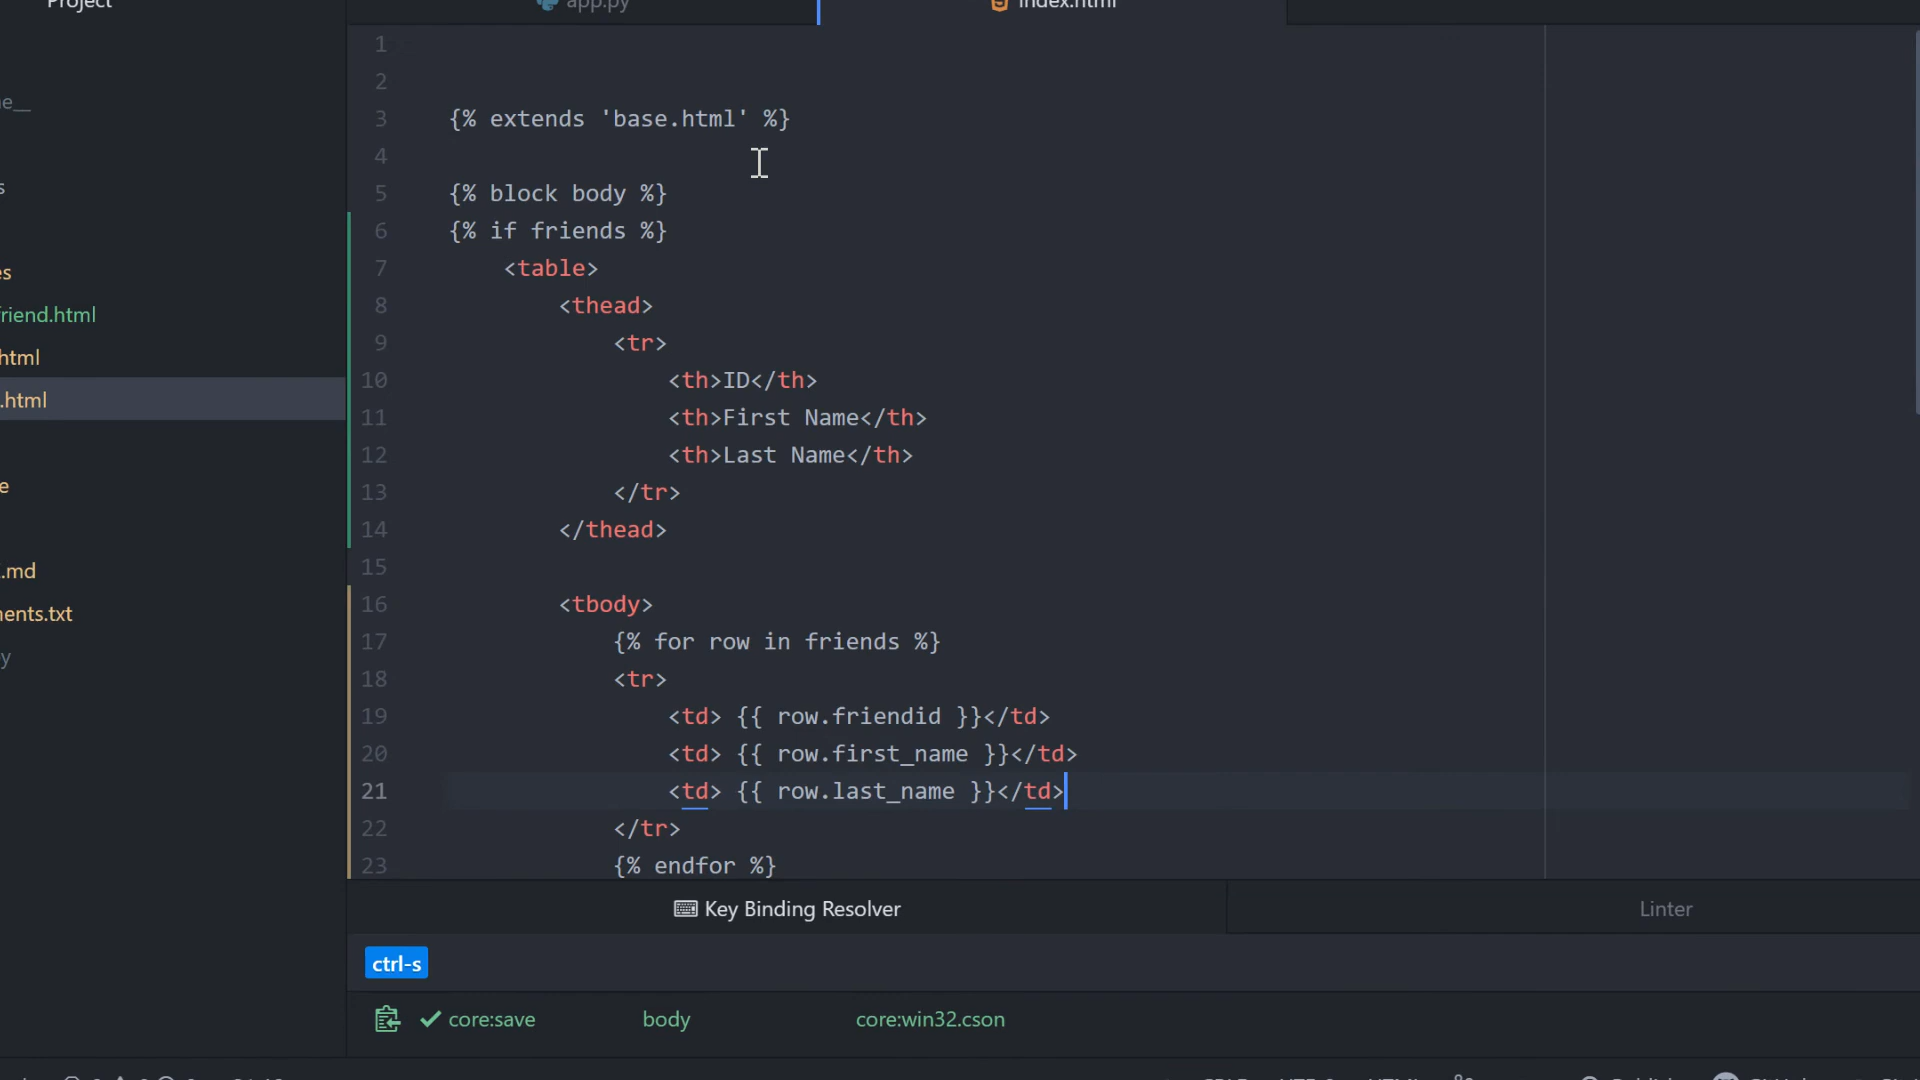 Project
app.py
index.html
e__
s
es
riend.html
html
.html
e
.md
ents.txt
y
1
2
3 {% extends 'base.html' %}
4
5 {% block body %}
6 {% if friends %}
7 <table>
8 <thead>
9 <tr>
10 <th>ID</th>
11 <th>First Name</th>
12 <th>Last Name</th>
13 </tr>
14 </thead>
15
16 <tbody>
17 {% for row in friends %}
18 <tr>
19 <td> {{ row.friendid }}</td>
20 <td> {{ row.first_name }}</td>
21 <td> {{ row.last_name }}</td>
22 </tr>
23 {% endfor %}
Key Binding Resolver
Linter
ctrl-s
core:save body core:win32.cson